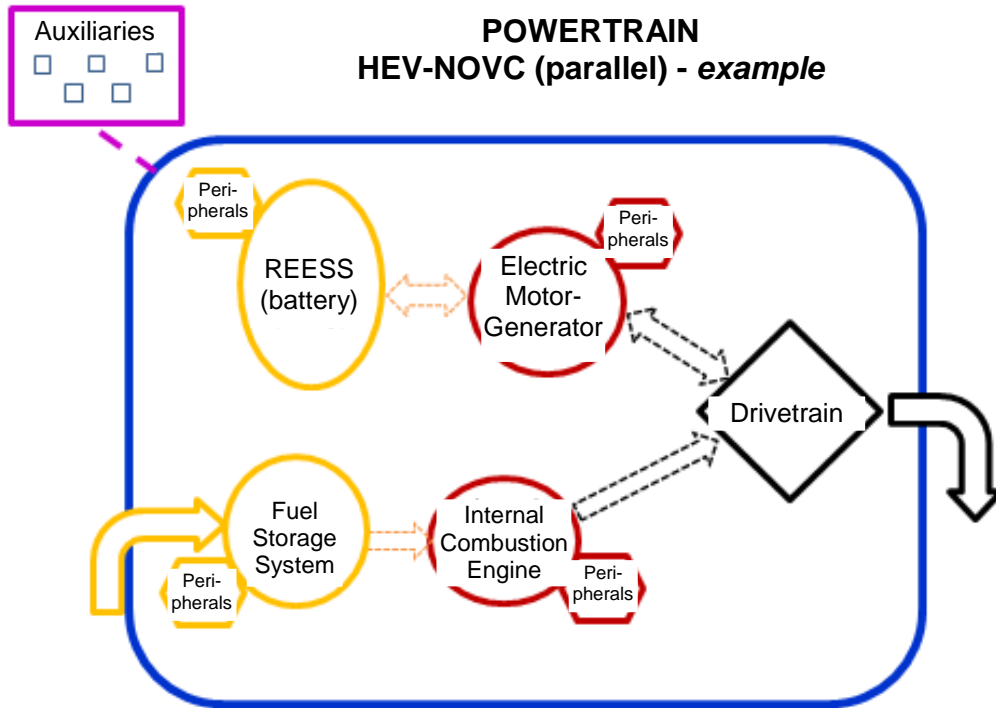 Auxiliaries
POWERTRAIN
HEV-NOVC (parallel) - example
Peri-
pherals
REESS
(battery)
Electric
Motor-
Generator
Peri-
pherals
Drivetrain
Fuel
Storage
System
Peri-
pherals
Internal
Combustion
Engine
Peri-
pherals